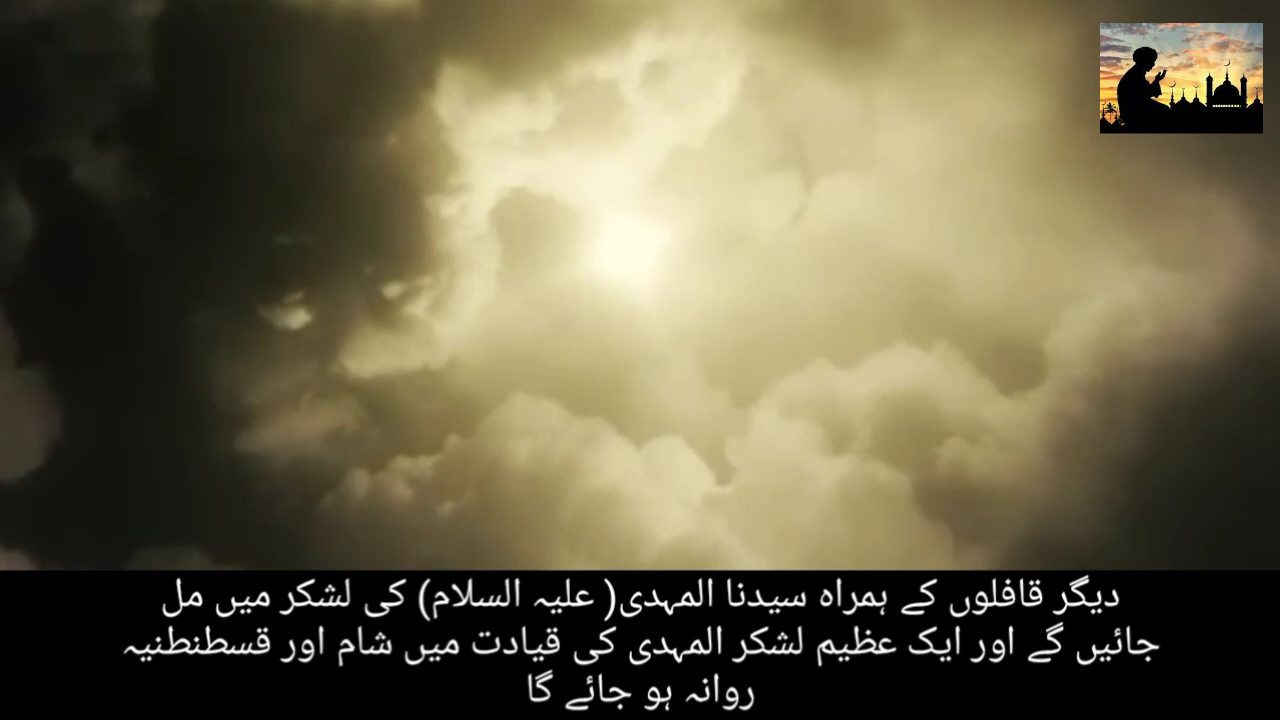 دیگر قافلوں کے ہمراہ سیدنا المہدی( علیہ السلام) کی لشکر میں مل
جائیں گے اور ایک عظیم لشکر المہدی کی قیادت میں شام اور قسطنطنیہ
روانہ ہو جائے گا